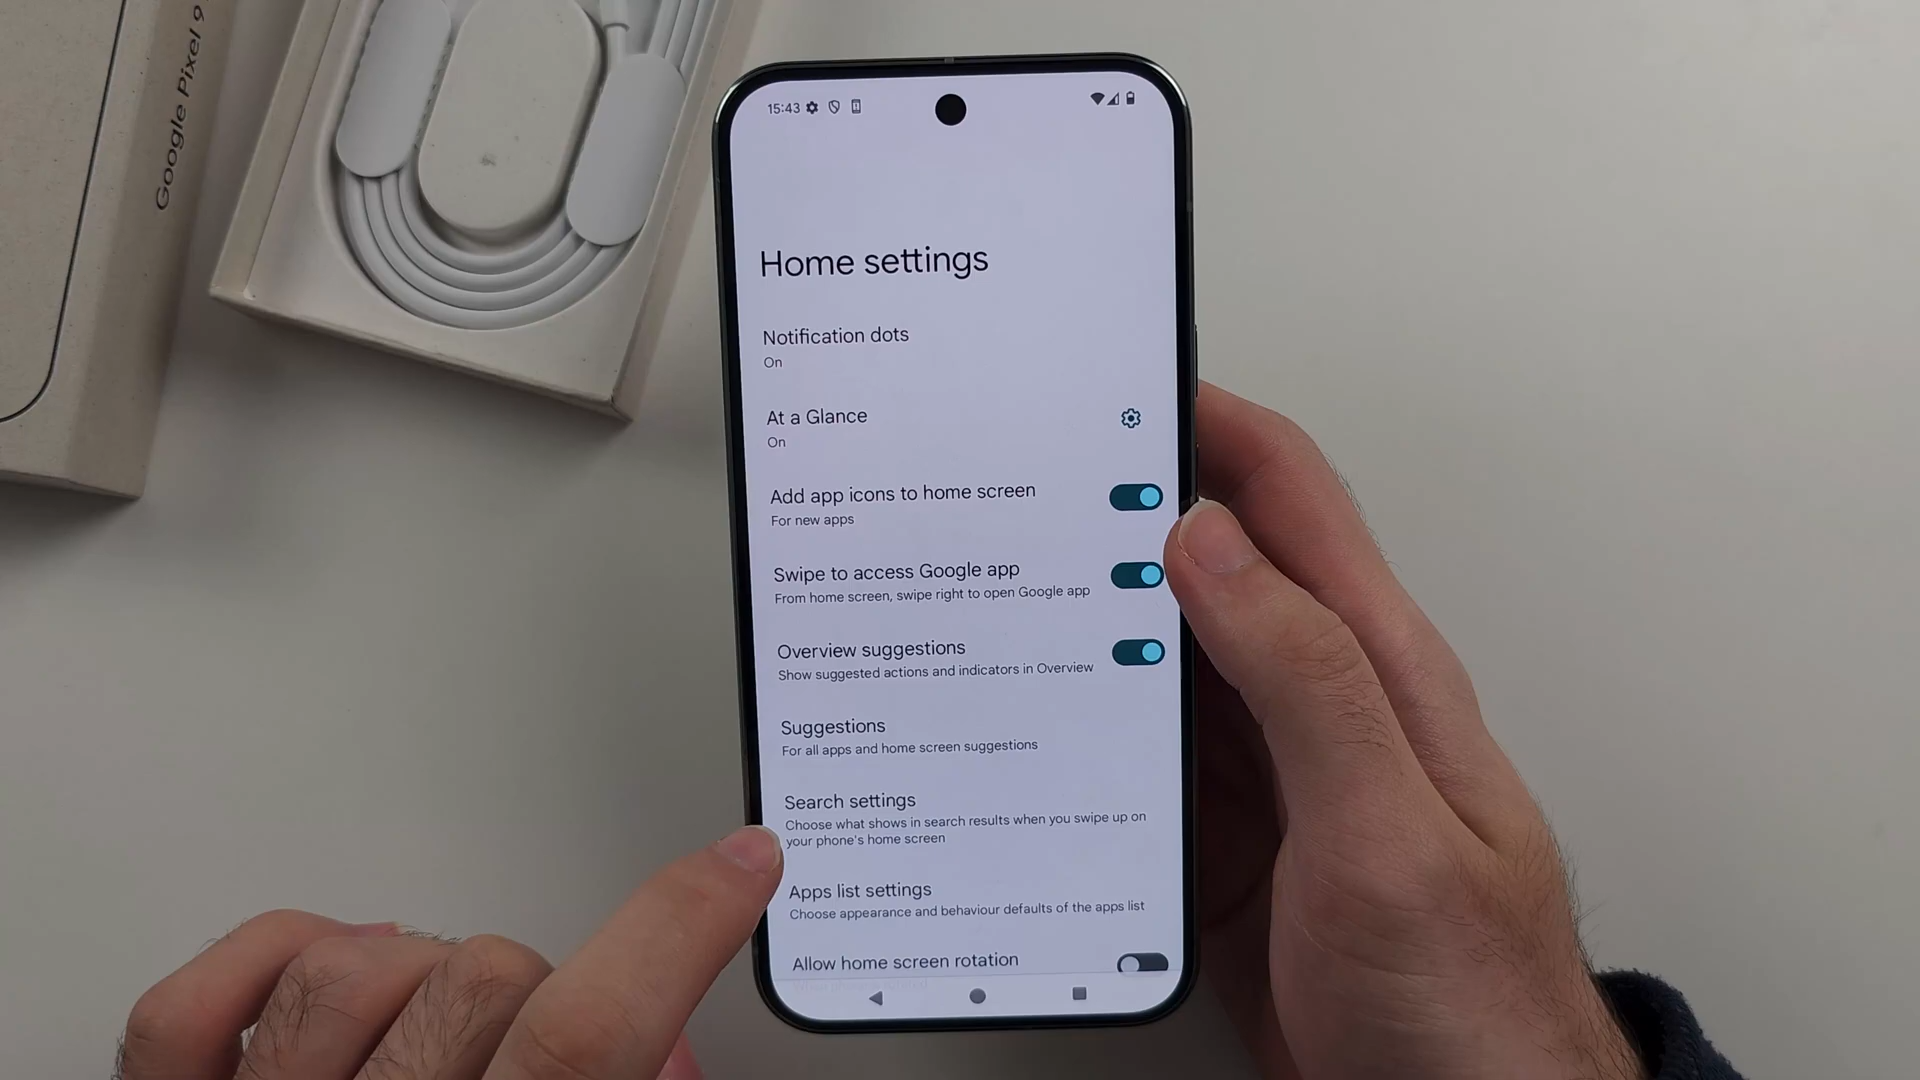 Google Pixel 9
15:43
Home settings
Notification dots
On
At a Glance
On
Add app icons to home screen
For new apps
Swipe to access Google app
From home screen, swipe right to open Google app
Overview suggestions
Show suggested actions and indicators in Overview
Suggestions
For all apps and home screen suggestions
Search settings
Choose what shows in search results when you swipe up on
your phone's home screen
Apps list settings
Choose appearance and behaviour defaults of the apps list
Allow home screen rotation